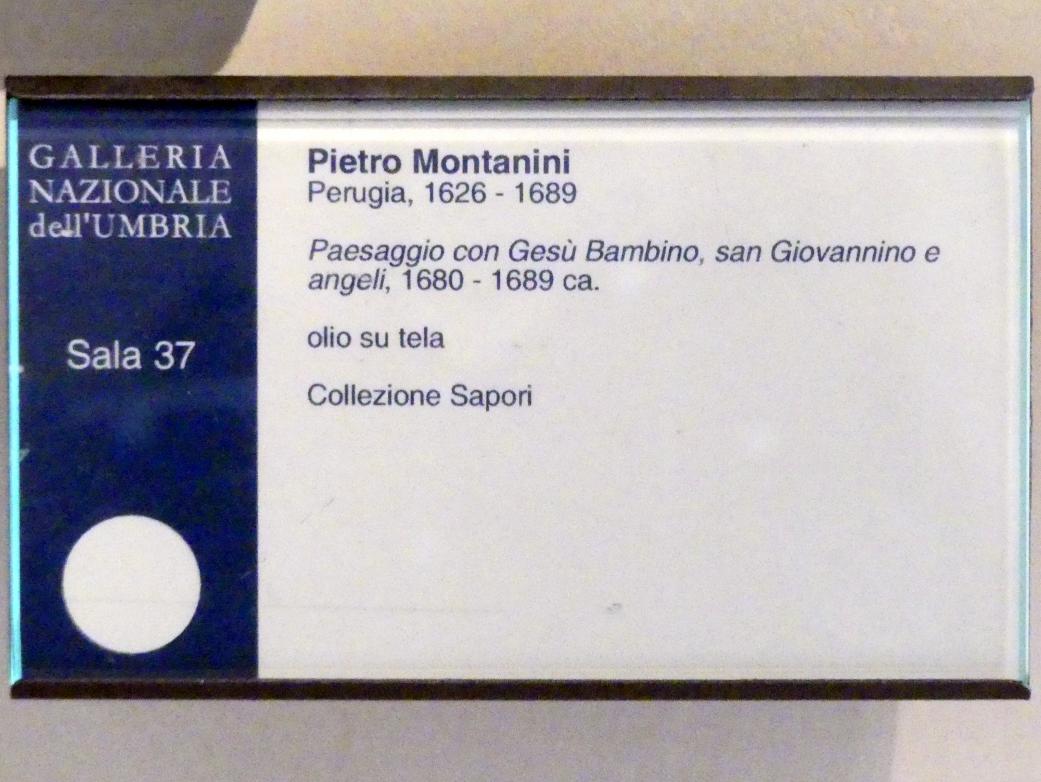 GALLERIA
NAZIONALE
dell'UMBRIA
Sala 37
Pietro Montanini
Perugia, 1626 - 1689
Paesaggio con Gesù Bambino, san Giovannino e
angeli, 1680 - 1689 ca.
olio su tela
Collezione Sapori